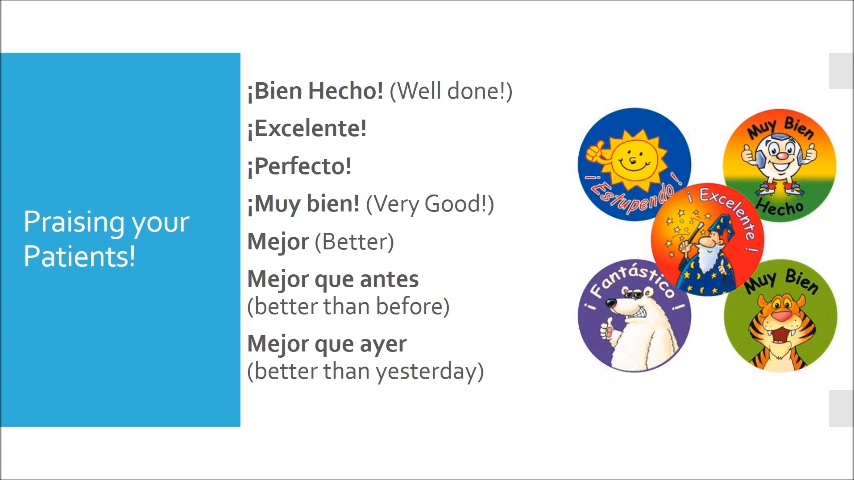 Praising your
Patients!
¡Bien Hecho! (Well done!)
¡Excelente!
¡Perfecto!
¡Muy bien! (Very Good!)
Mejor (Better)
Mejor que antes
(better than before)
Mejor que ayer
(better than yesterday)
¡Estupendo!
Muy Bien
Hecho
¡Excelente!
¡Fantástico!
Muy Bien